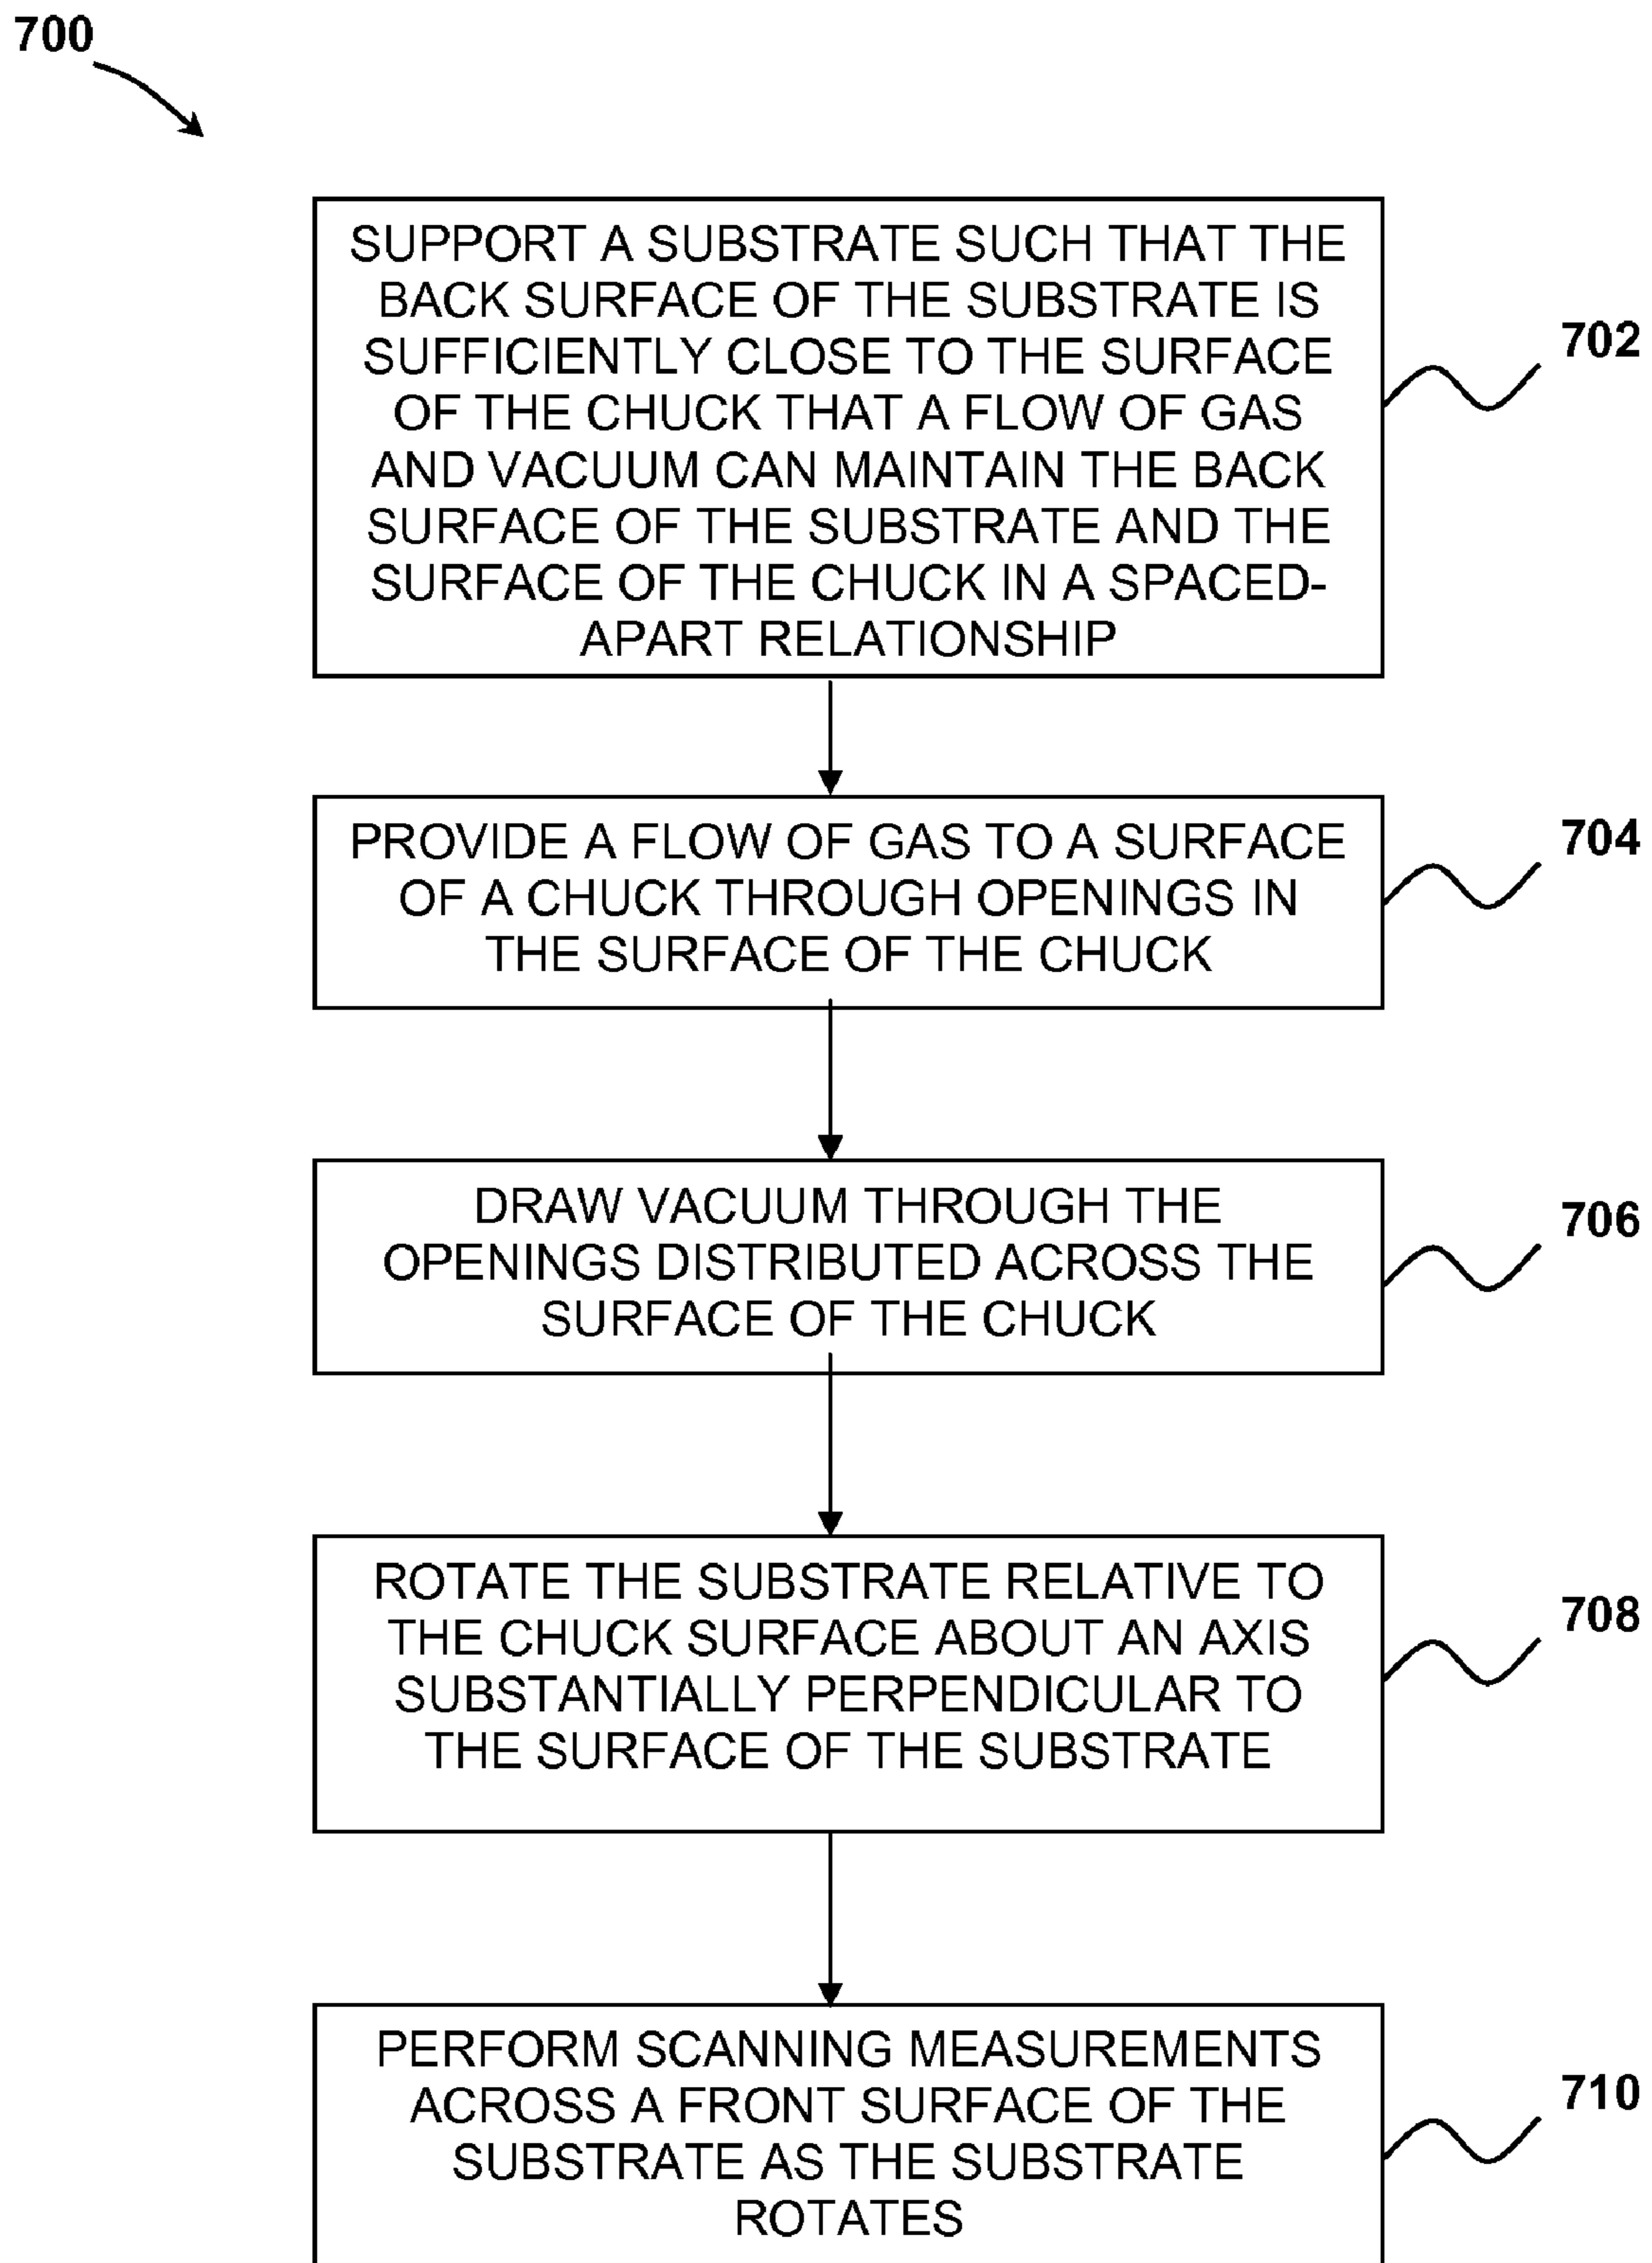 700
SUPPORT A SUBSTRATE SUCH THAT THE
BACK SURFACE OF THE SUBSTRATE IS
SUFFICIENTLY CLOSE TO THE SURFACE
OF THE CHUCK THAT A FLOW OF GAS
AND VACUUM CAN MAINTAIN THE BACK
SURFACE OF THE SUBSTRATE AND THE
SURFACE OF THE CHUCK IN A SPACED-
APART RELATIONSHIP
702
PROVIDE A FLOW OF GAS TO A SURFACE
OF A CHUCK THROUGH OPENINGS IN
THE SURFACE OF THE CHUCK
704
DRAW VACUUM THROUGH THE
OPENINGS DISTRIBUTED ACROSS THE
SURFACE OF THE CHUCK
706
ROTATE THE SUBSTRATE RELATIVE TO
THE CHUCK SURFACE ABOUT AN AXIS
SUBSTANTIALLY PERPENDICULAR TO
THE SURFACE OF THE SUBSTRATE
708
PERFORM SCANNING MEASUREMENTS
ACROSS A FRONT SURFACE OF THE
SUBSTRATE AS THE SUBSTRATE
ROTATES
710